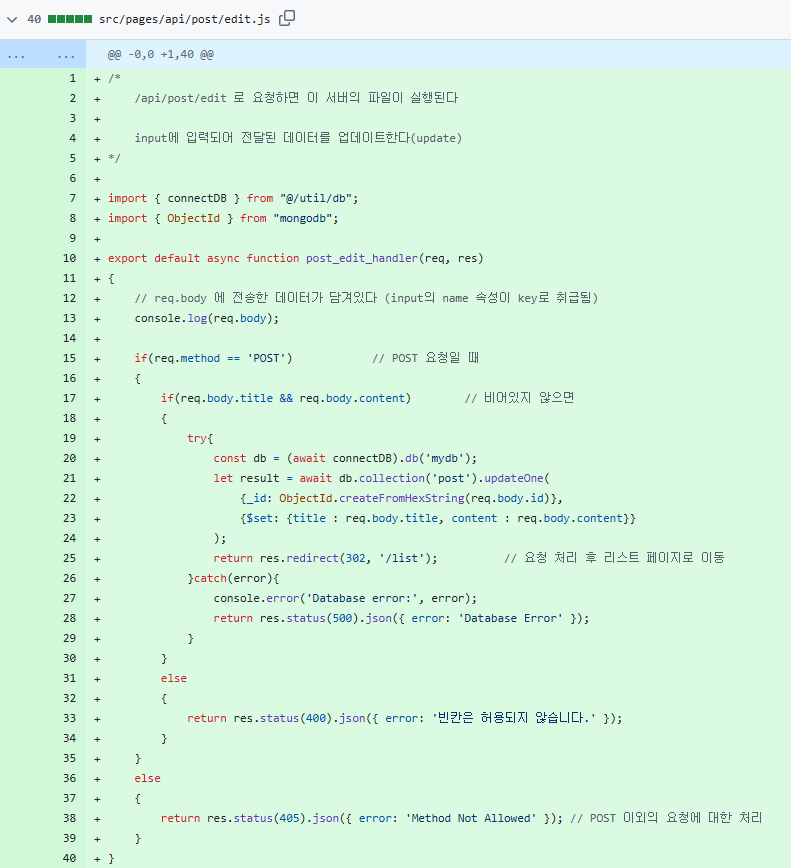 40 src/pages/api/post/edit.js
... ... @@ -0,0 +1,40 @@
1 + /*
2 + /api/post/edit 로 요청하면 이 서버의 파일이 실행된다
3 +
4 + input에 입력되어 전달된 데이터를 업데이트한다(update)
5 + */
6 +
7 + import { connectDB } from "@/util/db";
8 + import { ObjectId } from "mongodb";
9 +
10 + export default async function post_edit_handler(req, res)
11 + {
12 + // req.body 에 전송한 데이터가 담겨있다 (input의 name 속성이 key로 취급됨)
13 + console.log(req.body);
14 +
15 + if(req.method == 'POST') // POST 요청일 때
16 + {
17 + if(req.body.title && req.body.content) // 비어있지 않으면
18 + {
19 + try{
20 + const db = (await connectDB).db('mydb');
21 + let result = await db.collection('post').updateOne(
22 + {_id: ObjectId.createFromHexString(req.body.id)},
23 + {$set: {title : req.body.title, content : req.body.content}}
24 + );
25 + return res.redirect(302, '/list'); // 요청 처리 후 리스트 페이지로 이동
26 + }catch(error){
27 + console.error('Database error:', error);
28 + return res.status(500).json({ error: 'Database Error' });
29 + }
30 + }
31 + else
32 + {
33 + return res.status(400).json({ error: '빈칸은 허용되지 않습니다.' });
34 + }
35 + }
36 + else
37 + {
38 + return res.status(405).json({ error: 'Method Not Allowed' }); // POST 이외의 요청에 대한 처리
39 + }
40 + }